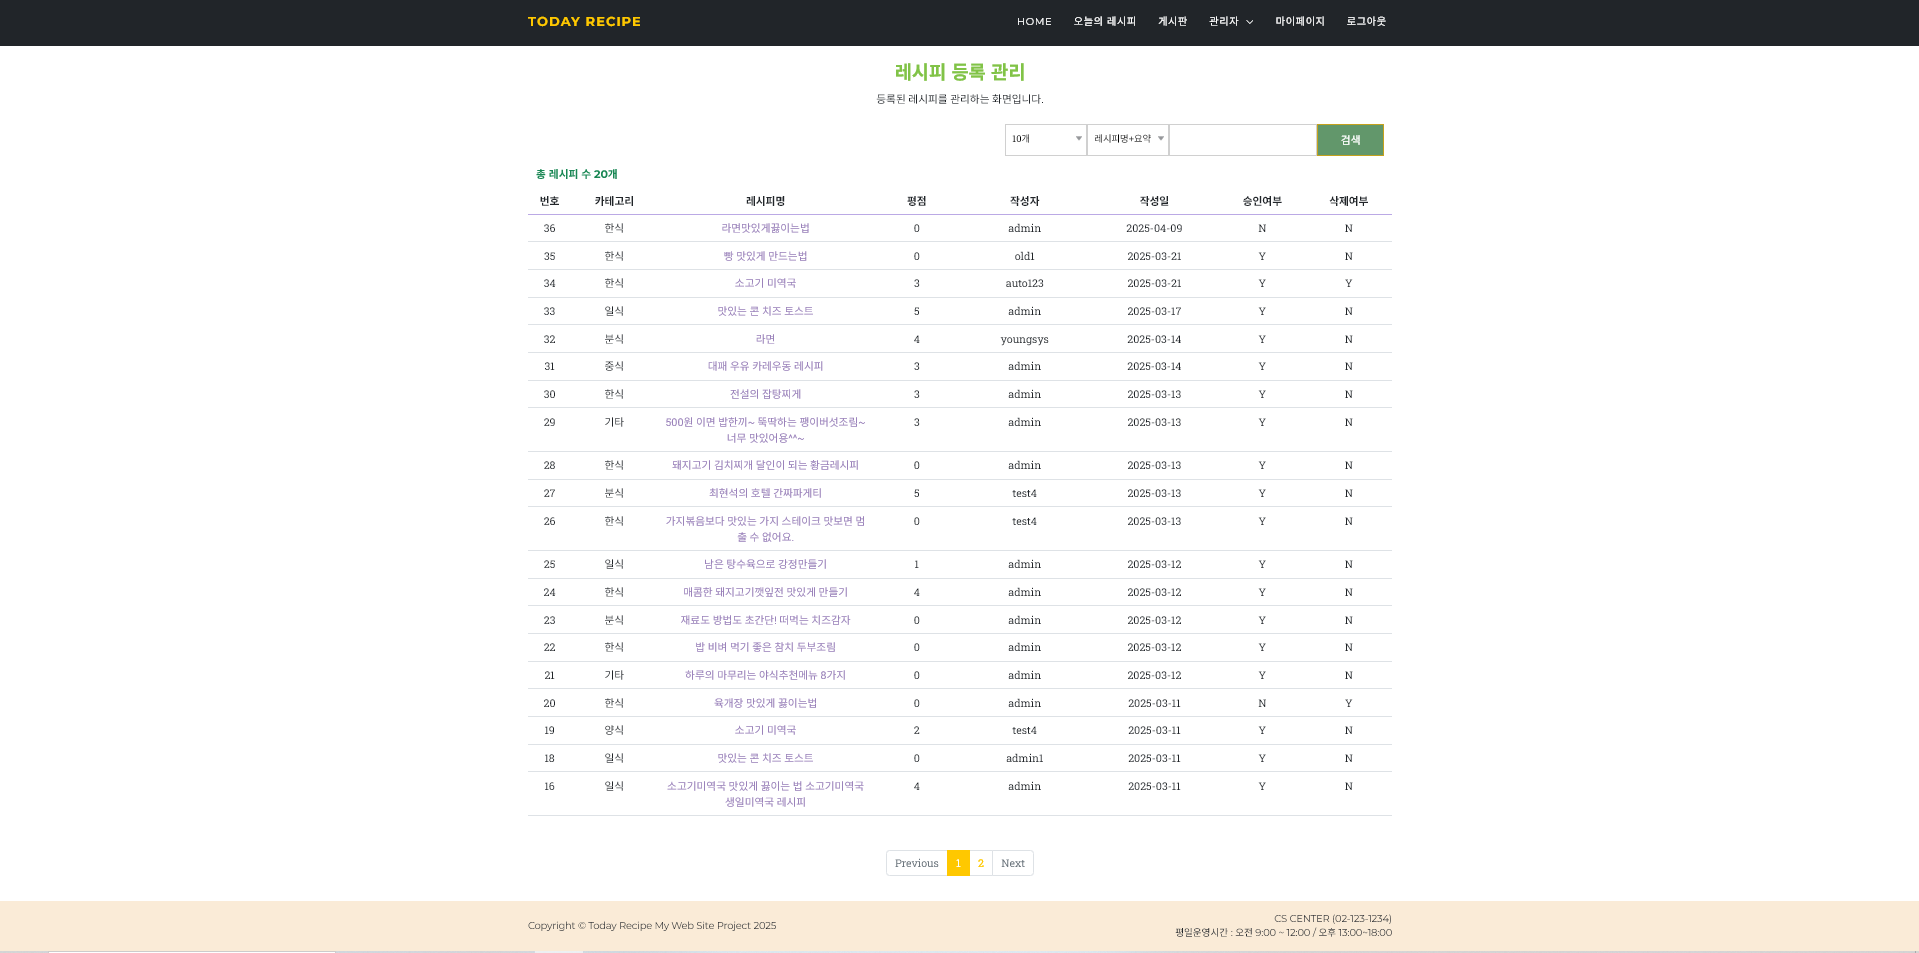 TODAY RECIPE HOME 오늘의 레시피 게시판 관리자 마이페이지 로그아웃
레시피 등록 관리
등록된 레시피를 관리하는 화면입니다.
10개 레시피명+요약 검색
총 레시피 수 20개
번호 카테고리 레시피명 평점 작성자 작성일 승인여부 삭제여부
36 한식 라면맛있게끓이는법 0 admin 2025-04-09 N N
35 한식 빵 맛있게 만드는법 0 old1 2025-03-21 Y N
34 한식 소고기 미역국 3 auto123 2025-03-21 Y Y
33 일식 맛있는 콘 치즈 토스트 5 admin 2025-03-17 Y N
32 분식 라면 4 youngsys 2025-03-14 Y N
31 중식 대패 우유 카레우동 레시피 3 admin 2025-03-14 Y N
30 한식 전설의 잡탕찌게 3 admin 2025-03-13 Y N
29 기타 500원 이면 밥한끼~ 뚝딱하는 팽이버섯조림~ 3 admin 2025-03-13 Y N
너무 맛있어용^^~
28 한식 돼지고기 김치찌개 달인이 되는 황금레시피 0 admin 2025-03-13 Y N
27 분식 최현석의 호텔 간짜파게티 5 test4 2025-03-13 Y N
26 한식 가지볶음보다 맛있는 가지 스테이크 맛보면 멈 0 test4 2025-03-13 Y N
출 수 없어요.
25 일식 남은 탕수육으로 강정만들기 1 admin 2025-03-12 Y N
24 한식 매콤한 돼지고기깻잎전 맛있게 만들기 4 admin 2025-03-12 Y N
23 분식 재료도 방법도 초간단! 떠먹는 치즈감자 0 admin 2025-03-12 Y N
22 한식 밥 비벼 먹기 좋은 참치 두부조림 0 admin 2025-03-12 Y N
21 기타 하루의 마무리는 야식추천메뉴 8가지 0 admin 2025-03-12 Y N
20 한식 육개장 맛있게 끓이는법 0 admin 2025-03-11 N Y
19 양식 소고기 미역국 2 test4 2025-03-11 Y N
18 일식 맛있는 콘 치즈 토스트 0 admin1 2025-03-11 Y N
16 일식 소고기미역국 맛있게 끓이는 법 소고기미역국 4 admin 2025-03-11 Y N
생일미역국 레시피
Previous 1 2 Next
Copyright © Today Recipe My Web Site Project 2025
CS CENTER (02-123-1234)
평일운영시간 : 오전 9:00 ~ 12:00 / 오후 13:00~18:00